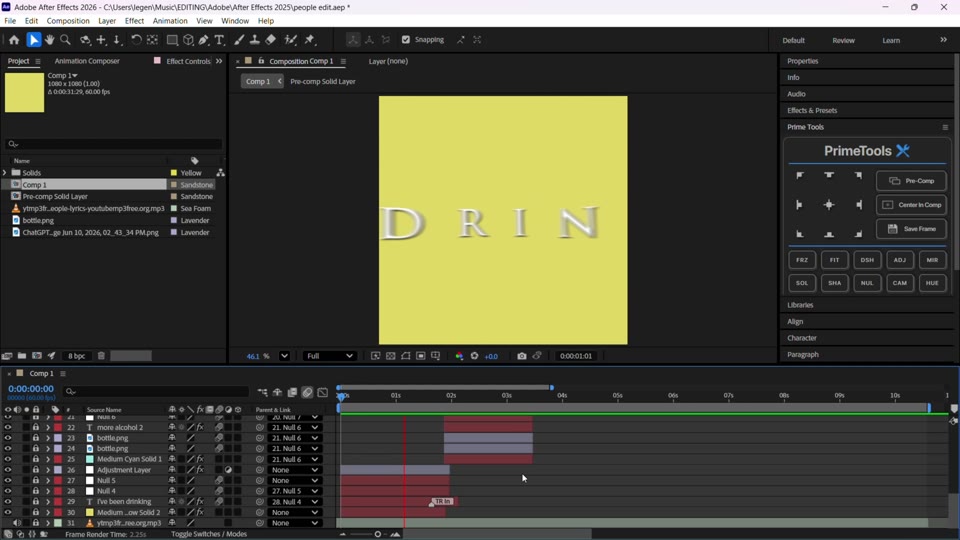 Adobe After Effects 2026 - C:\Users\legen\Music\EDITING\Adobe\After Effects 2025\people edit.aep *
File Edit Composition Layer Effect Animation View Window Help
Snapping
Default Review Learn
Project
Animation Composer
Effect Controls
Composition Comp 1
Layer (none)
Comp 1
1080 x 1080 (1.00)
Δ 0:00:31:29, 60.00 fps
Comp 1
Pre-comp Solid Layer
Name
Solids Yellow
Comp 1 Sandstone
Pre-comp Solid Layer Sandstone
ytmp3fr...eople-lyrics-youtubemp3free.org.mp3 Sea Foam
bottle.png Lavender
ChatGPT...ge Jun 10, 2026, 02_43_34 PM.png Lavender
8 bpc
D R I N
46.1 %
Full
+0.0
0:00:01:01
Properties
Info
Audio
Effects & Presets
Prime Tools
PrimeTools
Pre-Comp
Center In Comp
Save Frame
FRZ FIT DSH ADJ MIR
SOL SHA NUL CAM HUE
Libraries
Align
Character
Paragraph
Comp 1
0:00:00:00
00000 (60.00 fps)
# Source Name
Parent & Link
01s 02s 03s 04s 05s 06s 07s 08s 09s 10s
21 Null 6 20. Null 7
22 T more alcohol 2 21. Null 6
23 bottle.png 21. Null 6
24 bottle.png 21. Null 6
25 Medium Cyan Solid 1 21. Null 6
26 Adjustment Layer None
27 Null 5 None
28 Null 4 27. Null 5
29 T I've been drinking 28. Null 4
TR In
30 Medium ...ow Solid 2 None
31 ytmp3fr...ree.org.mp3 None
Frame Render Time: 2.25s
Toggle Switches / Modes